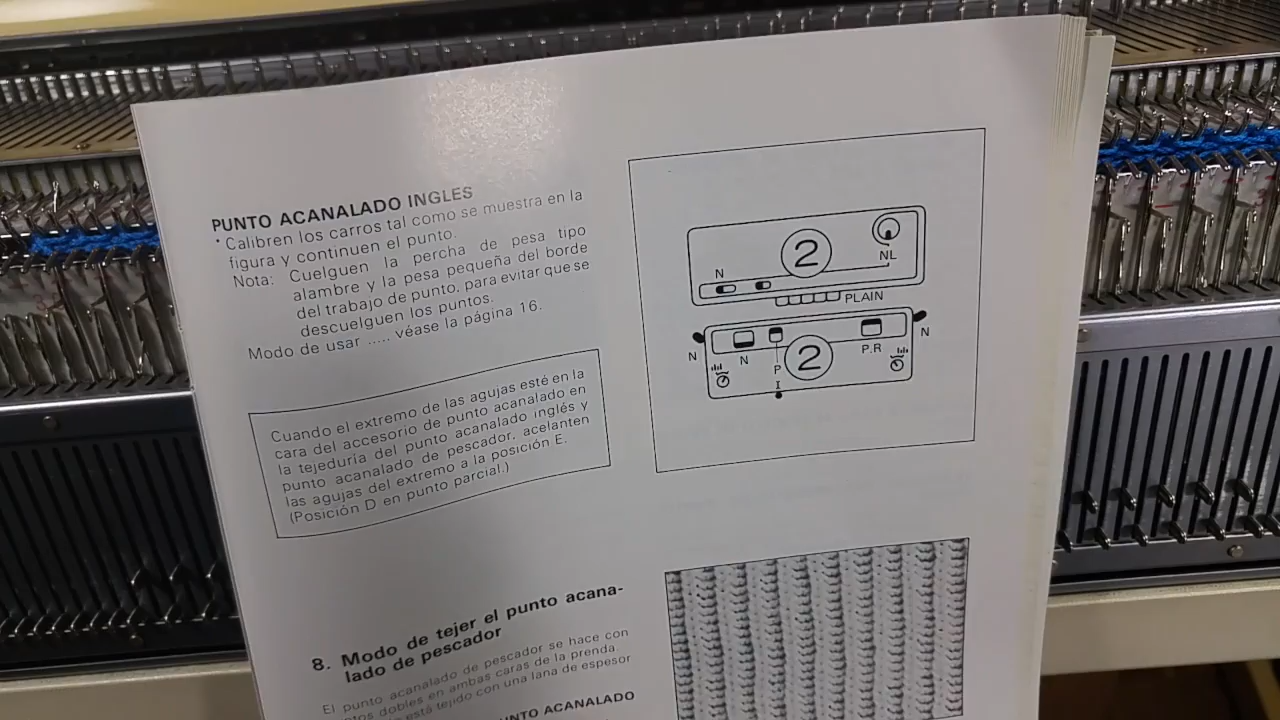 PUNTO ACANALADO INGLES
• Calibren los carros tal como se muestra en la
figura y continuen el punto.
Nota: Cuelguen la percha de pesa tipo
alambre y la pesa pequeña del borde
del trabajo de punto, para evitar que se
descuelguen los puntos.
Modo de usar ..... véase la página 16.
Cuando el extremo de las agujas esté en la
cara del accesorio de punto acanalado en
la tejeduría del punto acanalado inglés y
punto acanalado de pescador, acelanten
las agujas del extremo a la posición E.
(Posición D en punto parcial.)
2
NL
N
PLAIN
N
N
P
I
2
P.R
N
8. Modo de tejer el punto acana-
lado de pescador
El punto acanalado de pescador se hace con
puntos dobles en ambas caras de la prenda.
está tejido con una lana de espesor
PUNTO ACANALADO